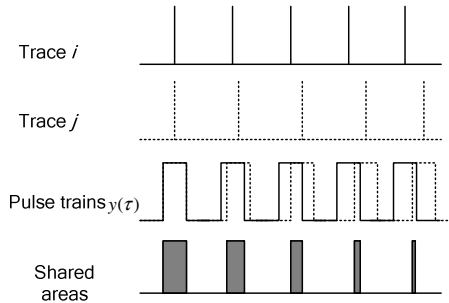 Trace i
Trace j
Pulse trains y(τ)
Shared
areas